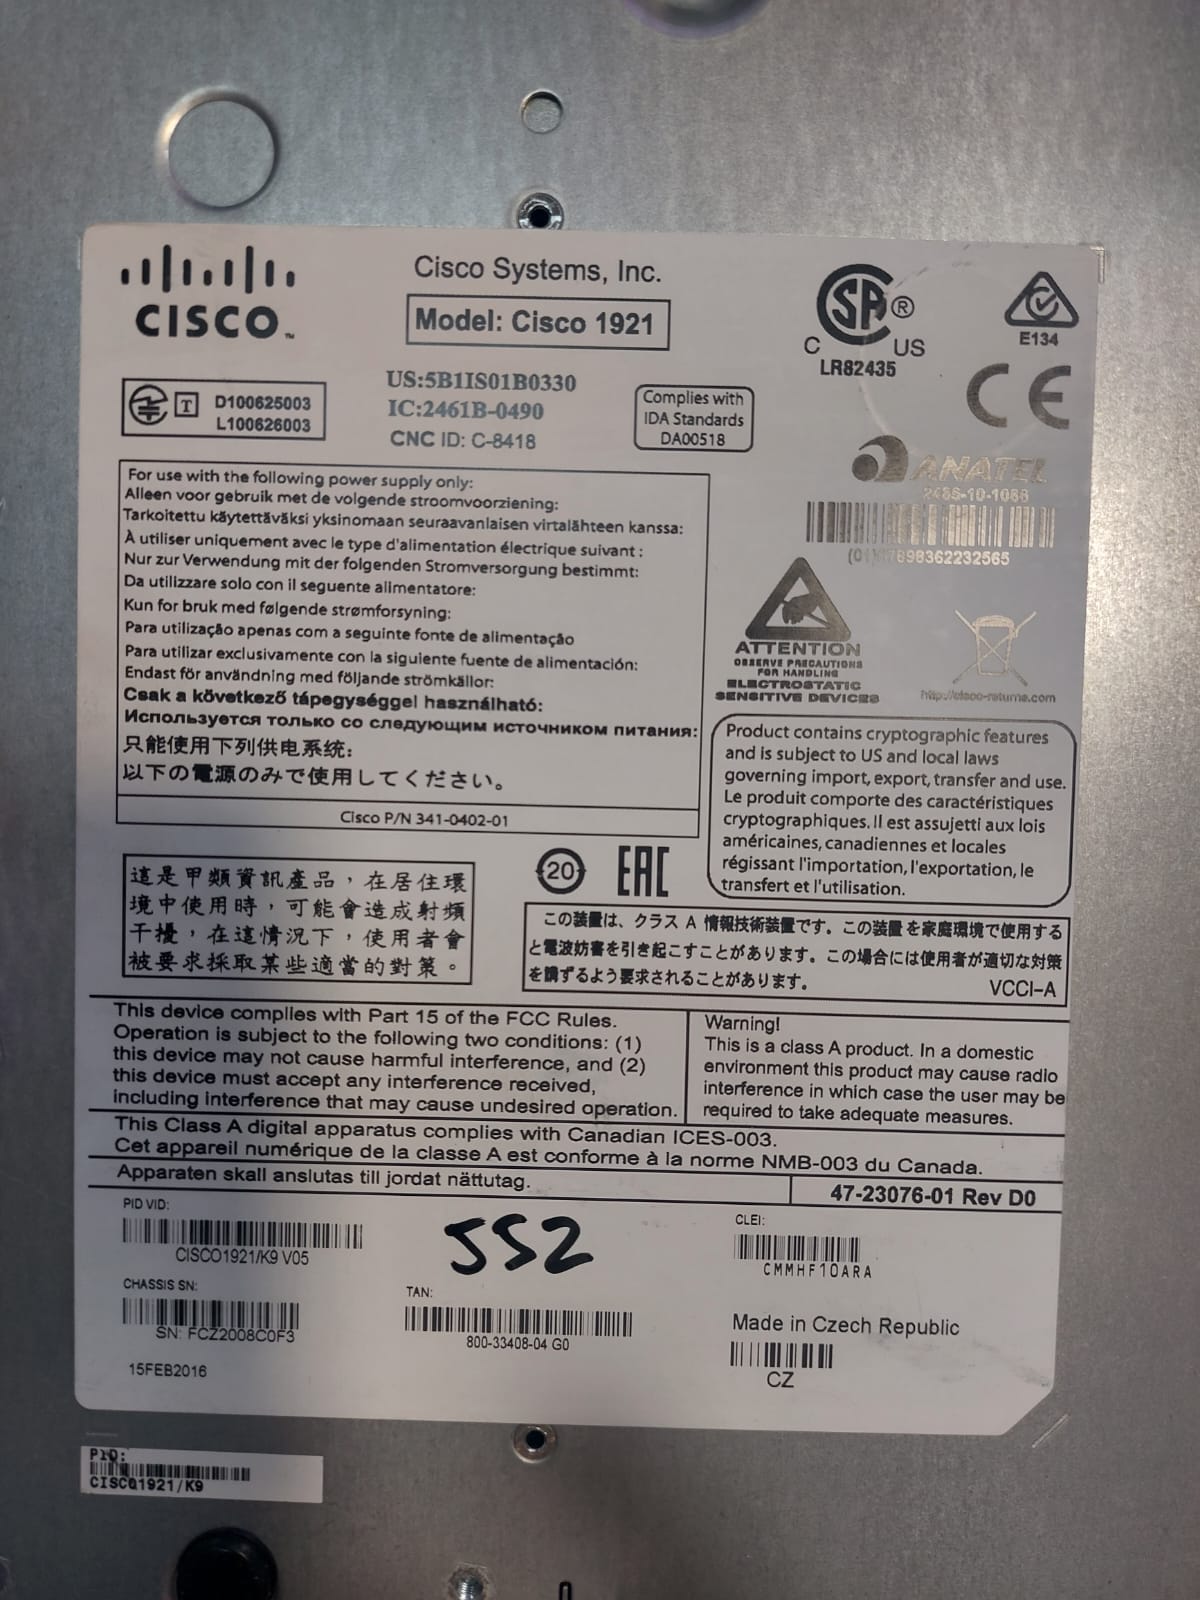 CISCO™
Cisco Systems, Inc.
Model: Cisco 1921
C SA® US
LR82435
E134
CE
T D100625003
L100626003
US:5B1IS01B0330
IC:2461B-0490
CNC ID: C-8418
Complies with
IDA Standards
DA00518
ANATEL
2488-10-1086
7898362232565
For use with the following power supply only:
Alleen voor gebruik met de volgende stroomvoorziening:
Tarkoitettu käytettäväksi yksinomaan seuraavanlaisen virtalähteen kanssa:
À utiliser uniquement avec le type d'alimentation électrique suivant :
Nur zur Verwendung mit der folgenden Stromversorgung bestimmt:
Da utilizzare solo con il seguente alimentatore:
Kun for bruk med følgende strømforsyning:
Para utilização apenas com a seguinte fonte de alimentação
Para utilizar exclusivamente con la siguiente fuente de alimentación:
Endast för användning med följande strömkällor:
Csak a következő tápegységgel használható:
Используется только со следующим источником питания:
只能使用下列供电系统:
以下の電源のみで使用してください。
Cisco P/N 341-0402-01
ATTENTION
OBSERVE PRECAUTIONS
FOR HANDLING
ELECTROSTATIC
SENSITIVE DEVICES
http://cisco-returns.com
Product contains cryptographic features
and is subject to US and local laws
governing import, export, transfer and use.
Le produit comporte des caractéristiques
cryptographiques. Il est assujetti aux lois
américaines, canadiennes et locales
régissant l'importation, l'exportation, le
transfert et l'utilisation.
這是甲類資訊產品，在居住環
境中使用時，可能會造成射頻
干擾，在這情況下，使用者會
被要求採取某些適當的對策。
20
EAC
この装置は、クラス A 情報技術装置です。この装置を家庭環境で使用する
と電波妨害を引き起こすことがあります。この場合には使用者が適切な対策
を講ずるよう要求されることがあります。
VCCI-A
This device complies with Part 15 of the FCC Rules.
Operation is subject to the following two conditions: (1)
this device may not cause harmful interference, and (2)
this device must accept any interference received,
including interference that may cause undesired operation.
Warning!
This is a class A product. In a domestic
environment this product may cause radio
interference in which case the user may be
required to take adequate measures.
This Class A digital apparatus complies with Canadian ICES-003.
Cet appareil numérique de la classe A est conforme à la norme NMB-003 du Canada.
Apparaten skall anslutas till jordat nättutag.
47-23076-01 Rev D0
PID VID:
CISCO1921/K9 V05
552
CLEI:
CMMHF10ARA
CHASSIS SN:
SN: FCZ2008C0F3
TAN:
800-33408-04 G0
Made in Czech Republic
CZ
15FEB2016
PID:
CISCO1921/K9